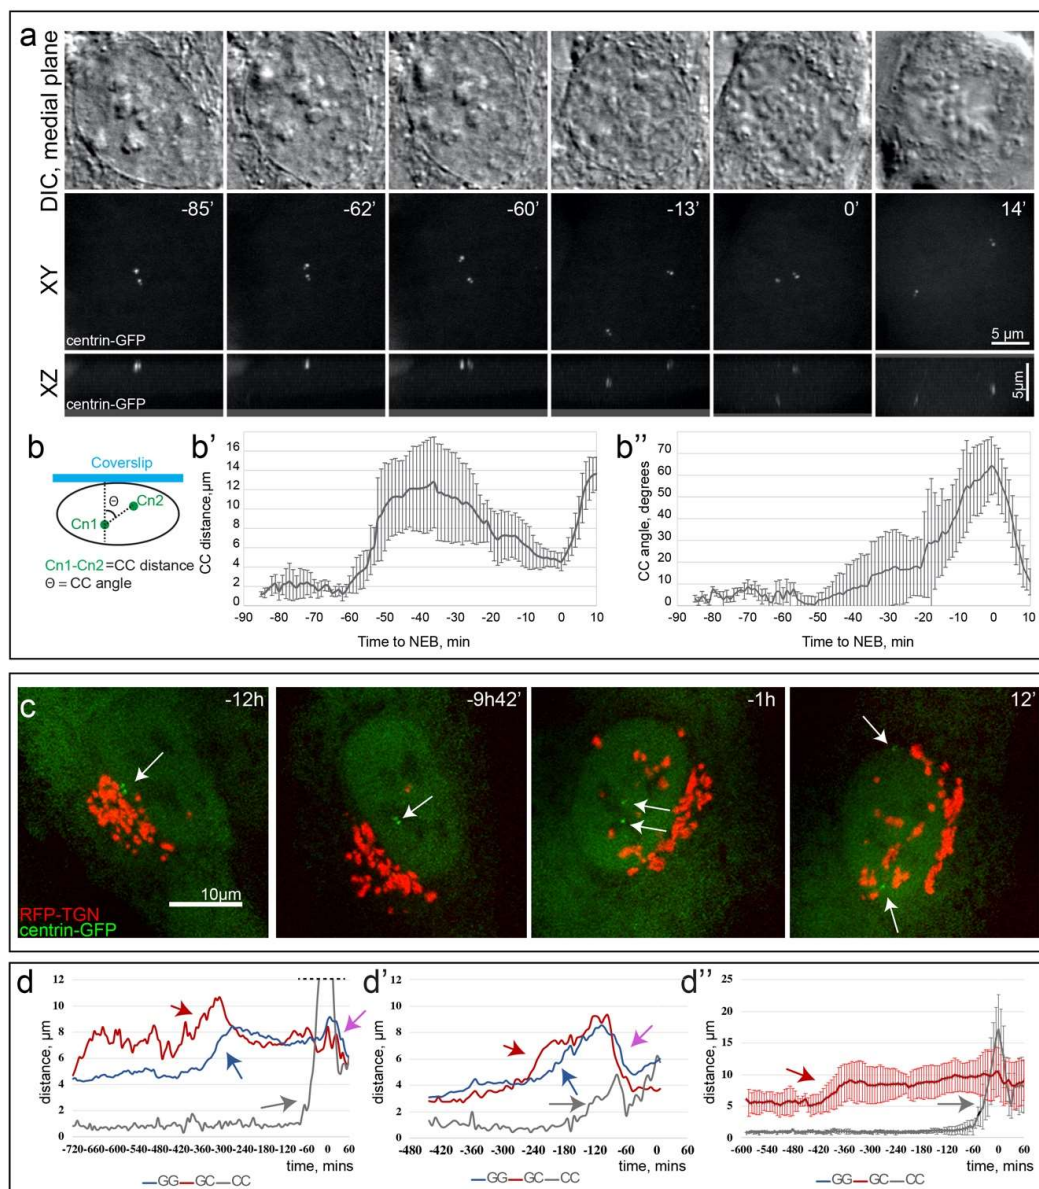 a
DIC, medial plane
XY
-85'
-62'
-60'
-13'
0'
14'
centrin-GFP
5 µm
XZ
centrin-GFP
5µm
b
Coverslip
Θ
Cn2
Cn1
Cn1-Cn2=CC distance
Θ = CC angle
b'
CC distance,µm
16
14
12
10
8
6
4
2
0
-90 -80 -70 -60 -50 -40 -30 -20 -10 0 10
Time to NEB, min
b"
CC angle, degrees
70
60
50
40
30
20
10
0
-90 -80 -70 -60 -50 -40 -30 -20 -10 0 10
Time to NEB, min
c
-12h
-9h42'
-1h
12'
10µm
RFP-TGN
centrin-GFP
d
distance, µm
12
10
8
6
4
2
0
-720-660-600-540-480-420-360-300-240-180-120 -60 0 60
time, mins
GG GC CC
d'
distance, µm
12
10
8
6
4
2
0
-480 -420 -360 -300 -240 -180 -120 -60 0 60
time, mins
GG GC CC
d"
distance, µm
25
20
15
10
5
0
-600 -540 -480 -420 -360 -300 -240 -180 -120 -60 0 60
time, mins
GG GC CC